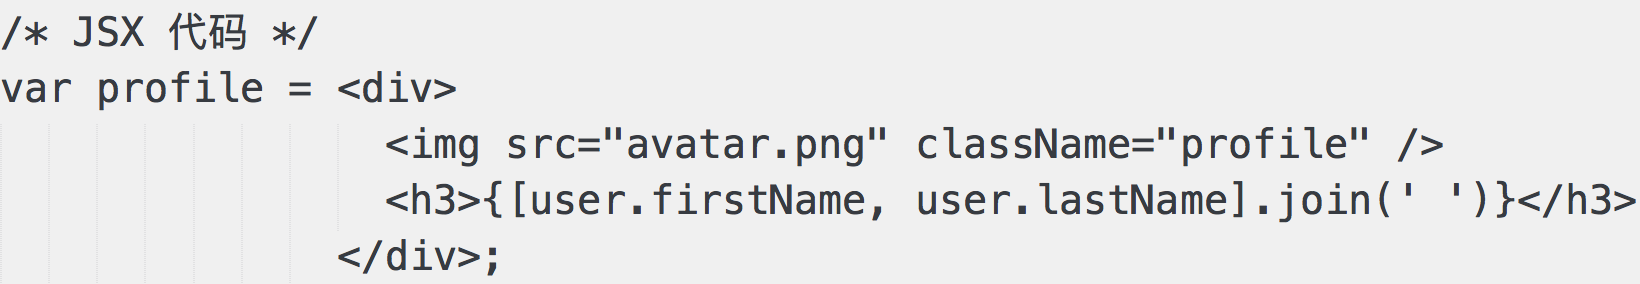 /* JSX 代码 */
var profile = <div>
                <img src="avatar.png" className="profile" />
                <h3>{[user.firstName, user.lastName].join(' ')}</h3>
              </div>;